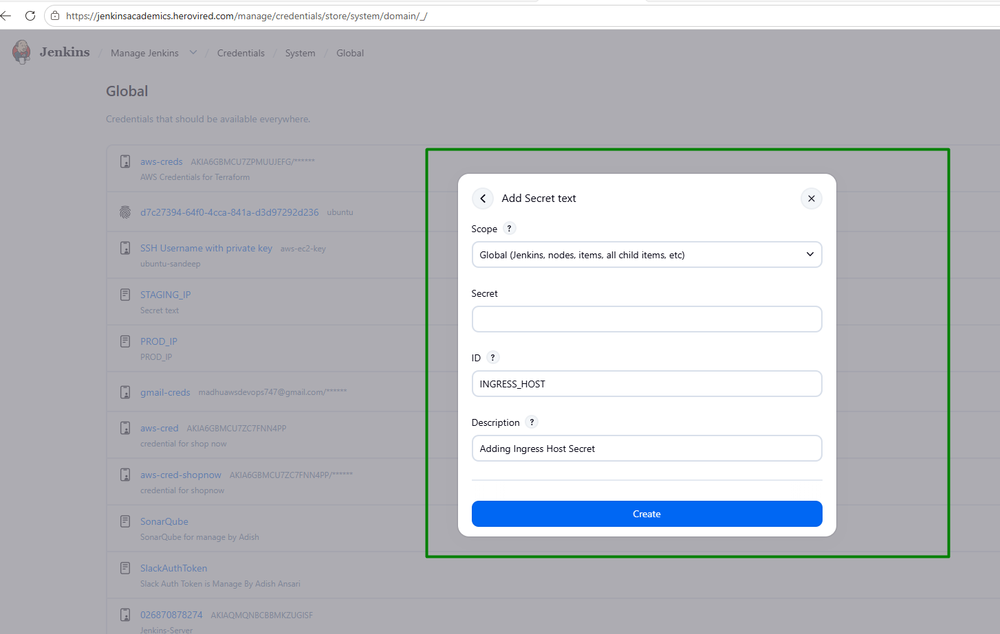 https://jenkinsacademics.herovired.com/manage/credentials/store/system/domain/_/
Jenkins / Manage Jenkins / Credentials / System / Global
Global
Credentials that should be available everywhere.
aws-creds AKIA6GBMCU7ZPMUUJEFG/******
AWS Credentials for Terraform
d7c27394-64f0-4cca-841a-d3d97292d236 ubuntu
SSH Username with private key aws-ec2-key
ubuntu-sandeep
STAGING_IP
Secret text
PROD_IP
PROD_IP
gmail-creds madhuawsdevops747@gmail.com/******
aws-cred AKIA6GBMCU7ZC7FNN4PP
credential for shop now
aws-cred-shopnow AKIA6GBMCU7ZC7FNN4PP/******
credential for shopnow
SonarQube
SonarQube for manage by Adish
SlackAuthToken
Slack Auth Token is Manage By Adish Ansari
026870878274 AKIAQMQNBCBBMKZUGISF
Jenkins-Server
Add Secret text
Scope ?
Global (Jenkins, nodes, items, all child items, etc)
Secret
ID ?
INGRESS_HOST
Description ?
Adding Ingress Host Secret
Create